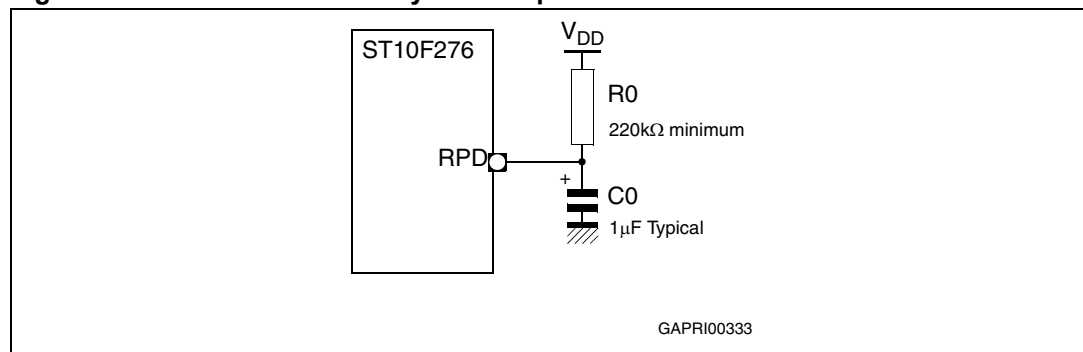 ST10F276
VDD
R0
220kΩ minimum
RPD
+
C0
1μF Typical
GAPRI00333